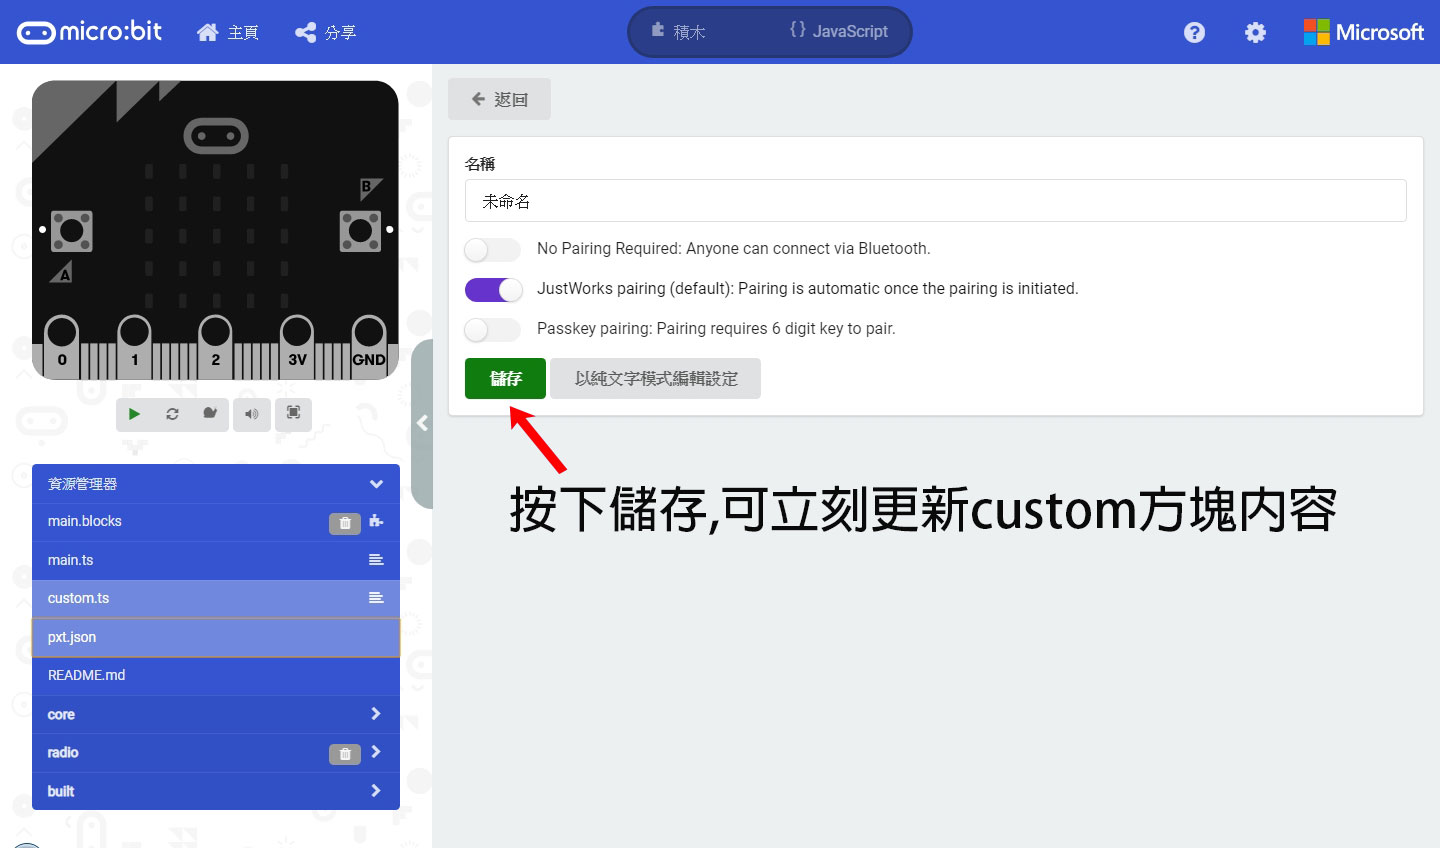 micro:bit
主頁
分享
積木
{} JavaScript
?
Microsoft
B
A
0 1 2 3V GND
資源管理器
main.blocks
main.ts
custom.ts
pxt.json
README.md
core
radio
built
返回
名稱
未命名
No Pairing Required: Anyone can connect via Bluetooth.
JustWorks pairing (default): Pairing is automatic once the pairing is initiated.
Passkey pairing: Pairing requires 6 digit key to pair.
儲存
以純文字模式編輯設定
按下儲存,可立刻更新custom方塊内容